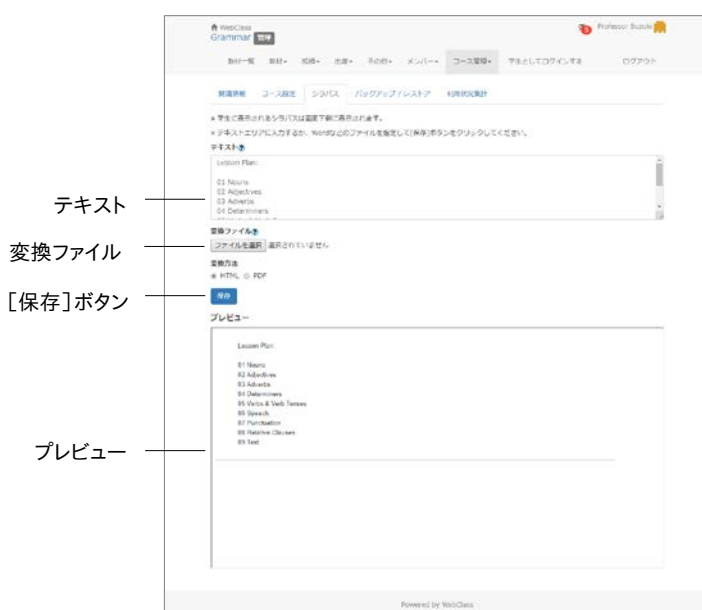 WebClass
Grammar 管理
Professor Suzuki
教材一覧 教材 成績 出席 その他 メンバー コース管理 学生としてログインする ログアウト
関連情報 コース設定 シラバス バックアップ / レストア 利用状況集計
学生に表示されるシラバスは画面下側に表示されます。
テキストエリアに入力するか、Wordなどのファイルを指定して[保存]ボタンをクリックしてください。
テキスト
Lesson Plan:
01 Nouns
02 Adjectives
03 Adverbs
04 Determiners
テキスト
変換ファイル
ファイルを選択 選択されていません
変換ファイル
変換方法
HTML PDF
保存
[保存]ボタン
プレビュー
Lesson Plan:
01 Nouns
02 Adjectives
03 Adverbs
04 Determiners
05 Verbs & Verb Tenses
06 Speech
07 Punctuation
08 Relative Clauses
09 Test
プレビュー
Powered by WebClass